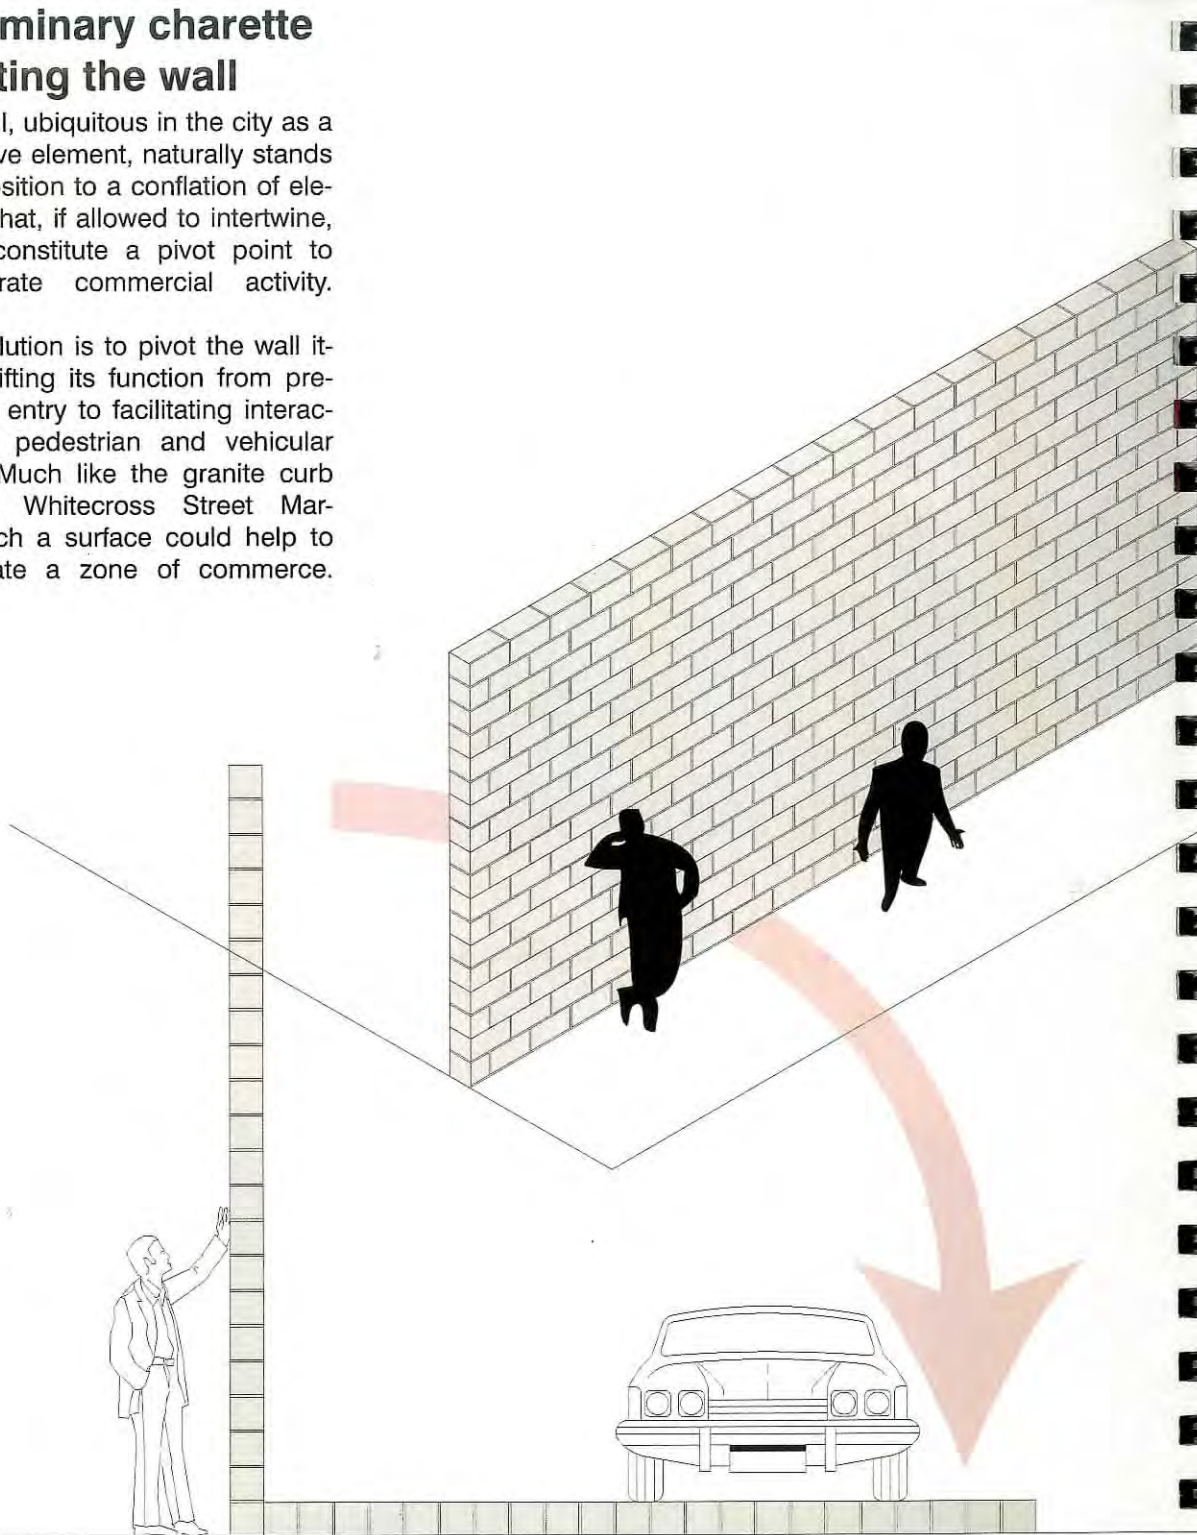 minary charette
ting the wall
l, ubiquitous in the city as a
ve element, naturally stands
sition to a conflation of ele-
hat, if allowed to intertwine,
constitute a pivot point to
rate commercial activity.
lution is to pivot the wall it-
ifting its function from pre-
entry to facilitating interac-
pedestrian and vehicular
Much like the granite curb
Whitecross Street Mar-
ch a surface could help to
ate a zone of commerce.